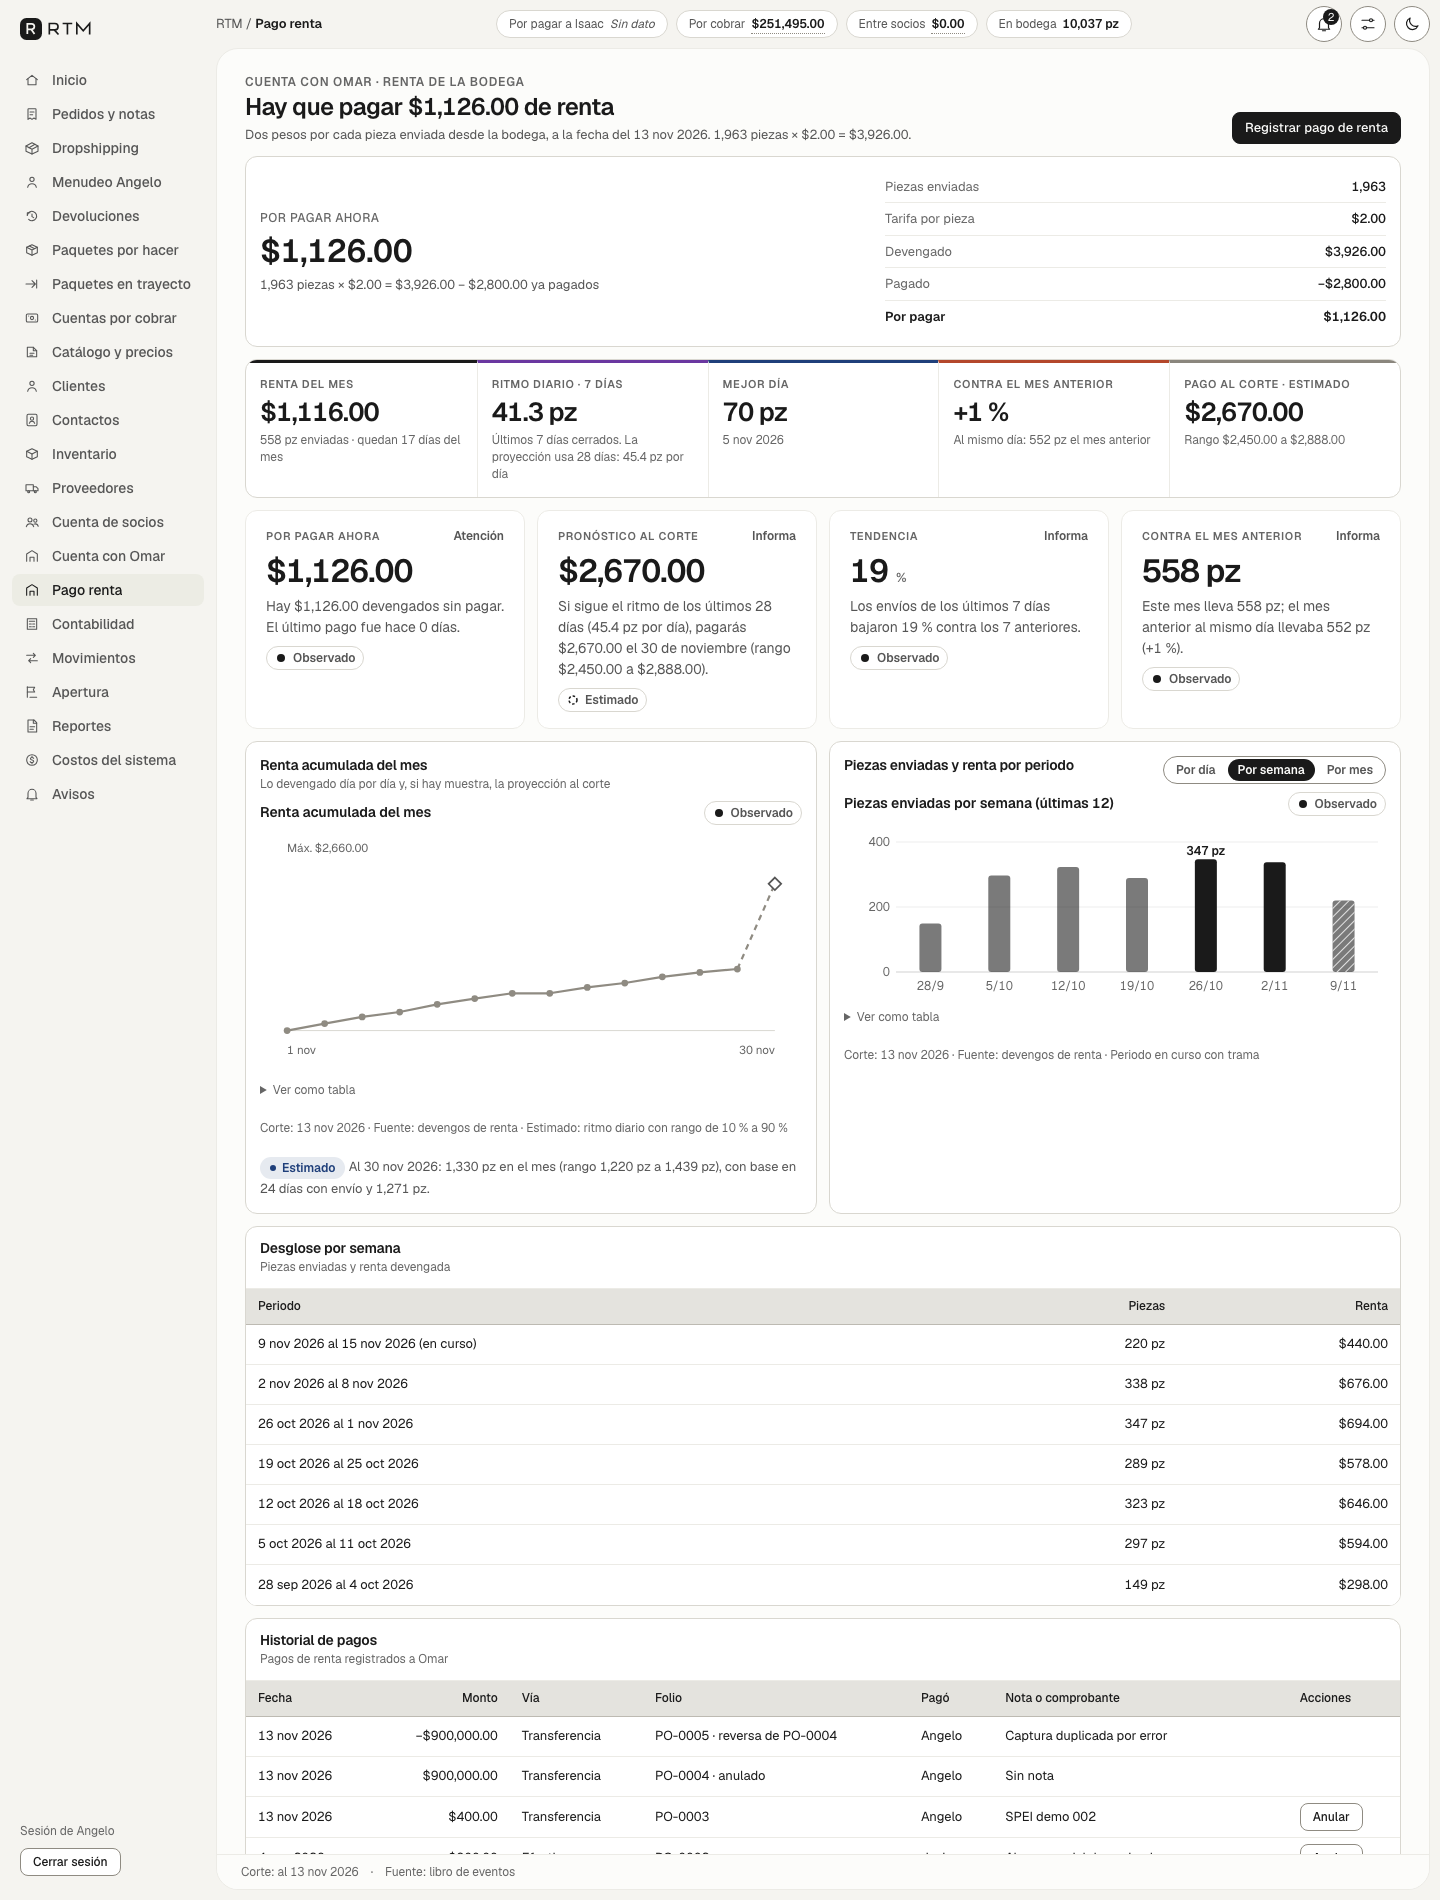 R RTM
RTM / Pago renta
Por pagar a Isaac Sin dato
Por cobrar $251,495.00
Entre socios $0.00
En bodega 10,037 pz
2
Inicio
Pedidos y notas
Dropshipping
Menudeo Angelo
Devoluciones
Paquetes por hacer
Paquetes en trayecto
Cuentas por cobrar
Catálogo y precios
Clientes
Contactos
Inventario
Proveedores
Cuenta de socios
Cuenta con Omar
Pago renta
Contabilidad
Movimientos
Apertura
Reportes
Costos del sistema
Avisos
Sesión de Angelo
Cerrar sesión
CUENTA CON OMAR · RENTA DE LA BODEGA
Hay que pagar $1,126.00 de renta
Dos pesos por cada pieza enviada desde la bodega, a la fecha del 13 nov 2026. 1,963 piezas × $2.00 = $3,926.00.
Registrar pago de renta
POR PAGAR AHORA
$1,126.00
1,963 piezas × $2.00 = $3,926.00 − $2,800.00 ya pagados
Piezas enviadas 1,963
Tarifa por pieza $2.00
Devengado $3,926.00
Pagado −$2,800.00
Por pagar $1,126.00
RENTA DEL MES
$1,116.00
558 pz enviadas · quedan 17 dias del
mes
RITMO DIARIO · 7 DÍAS
41.3 pz
Últimos 7 días cerrados. La
proyección usa 28 días: 45.4 pz por
día
MEJOR DÍA
70 pz
5 nov 2026
CONTRA EL MES ANTERIOR
+1 %
Al mismo día: 552 pz el mes anterior
PAGO AL CORTE · ESTIMADO
$2,670.00
Rango $2,450.00 a $2,888.00
POR PAGAR AHORA Atención
$1,126.00
Hay $1,126.00 devengados sin pagar.
El último pago fue hace 0 días.
Observado
PRONÓSTICO AL CORTE Informa
$2,670.00
Si sigue el ritmo de los últimos 28
días (45.4 pz por día), pagarás
$2,670.00 el 30 de noviembre (rango
$2,450.00 a $2,888.00).
Estimado
TENDENCIA Informa
19 %
Los envíos de los últimos 7 días
bajaron 19 % contra los 7 anteriores.
Observado
CONTRA EL MES ANTERIOR Informa
558 pz
Este mes lleva 558 pz; el mes
anterior al mismo día llevaba 552 pz
(+1 %).
Observado
Renta acumulada del mes
Lo devengado día por día y, si hay muestra, la proyección al corte
Renta acumulada del mes
Observado
Máx. $2,660.00
1 nov 30 nov
Ver como tabla
Corte: 13 nov 2026 · Fuente: devengos de renta · Estimado: ritmo diario con rango de 10 % a 90 %
Estimado Al 30 nov 2026: 1,330 pz en el mes (rango 1,220 pz a 1,439 pz), con base en
24 días con envío y 1,271 pz.
Piezas enviadas y renta por periodo
Por día Por semana Por mes
Piezas enviadas por semana (últimas 12)
Observado
400
347 pz
200
0
28/9 5/10 12/10 19/10 26/10 2/11 9/11
Ver como tabla
Corte: 13 nov 2026 · Fuente: devengos de renta · Periodo en curso con trama
Desglose por semana
Piezas enviadas y renta devengada
Periodo Piezas Renta
9 nov 2026 al 15 nov 2026 (en curso) 220 pz $440.00
2 nov 2026 al 8 nov 2026 338 pz $676.00
26 oct 2026 al 1 nov 2026 347 pz $694.00
19 oct 2026 al 25 oct 2026 289 pz $578.00
12 oct 2026 al 18 oct 2026 323 pz $646.00
5 oct 2026 al 11 oct 2026 297 pz $594.00
28 sep 2026 al 4 oct 2026 149 pz $298.00
Historial de pagos
Pagos de renta registrados a Omar
Fecha Monto Vía Folio Pagó Nota o comprobante Acciones
13 nov 2026 −$900,000.00 Transferencia PO-0005 · reversa de PO-0004 Angelo Captura duplicada por error
13 nov 2026 $900,000.00 Transferencia PO-0004 · anulado Angelo Sin nota
13 nov 2026 $400.00 Transferencia PO-0003 Angelo SPEI demo 002 Anular
Corte: al 13 nov 2026 · Fuente: libro de eventos